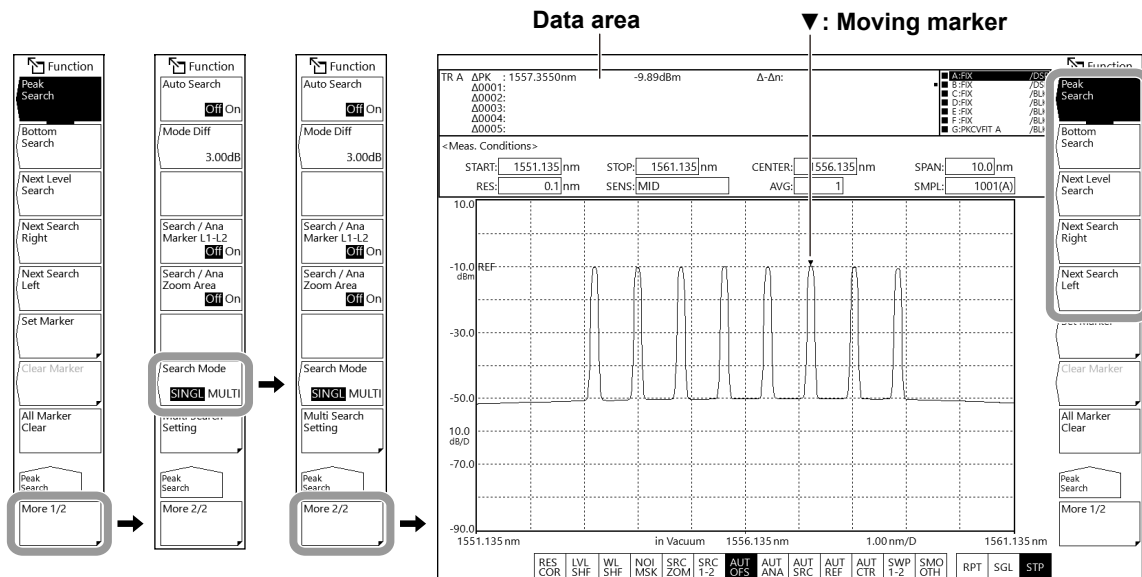 Data area
▼: Moving marker
Function
Peak
Search
Bottom
Search
Next Level
Search
Next Search
Right
Next Search
Left
Set Marker
Clear Marker
All Marker
Clear
Peak
Search
More 1/2
Function
Auto Search
Off On
Mode Diff
3.00dB
Search / Ana
Marker L1-L2
Off On
Search / Ana
Zoom Area
Off On
Search Mode
SINGL MULTI
Multi Search
Setting
Peak
Search
More 2/2
Function
Auto Search
Off On
Mode Diff
3.00dB
Search / Ana
Marker L1-L2
Off On
Search / Ana
Zoom Area
Off On
Search Mode
SINGL MULTI
Multi Search
Setting
Peak
Search
More 2/2
TR A ΔPK : 1557.3550nm -9.89dBm Δ-Δn:
Δ0001:
Δ0002:
Δ0003:
Δ0004:
Δ0005:
A:FIX /DSP
B:FIX /DS
C:FIX /BL
D:FIX /BL
E:FIX /BL
F:FIX /BL
G:PKCVFIT A /BL
<Meas. Conditions>
START: 1551.135 nm STOP: 1561.135 nm CENTER: 1556.135 nm SPAN: 10.0 nm
RES: 0.1 nm SENS: MID AVG: 1 SMPL: 1001(A)
10.0
-10.0 REF
dBm
-30.0
-50.0
10.0
dB/D
-70.0
-90.0
1551.135 nm in Vacuum 1556.135 nm 1.00 nm/D 1561.135 nm
RES COR LVL SHF WL SHF NOI MSK SRC ZOM SRC 1-2 AUT OFS AUT ANA AUT SRC AUT REF AUT CTR SWP 1-2 SMO OTH RPT SGL STP
Function
Peak
Search
Bottom
Search
Next Level
Search
Next Search
Right
Next Search
Left
Set Marker
Clear Marker
All Marker
Clear
Peak
Search
More 1/2